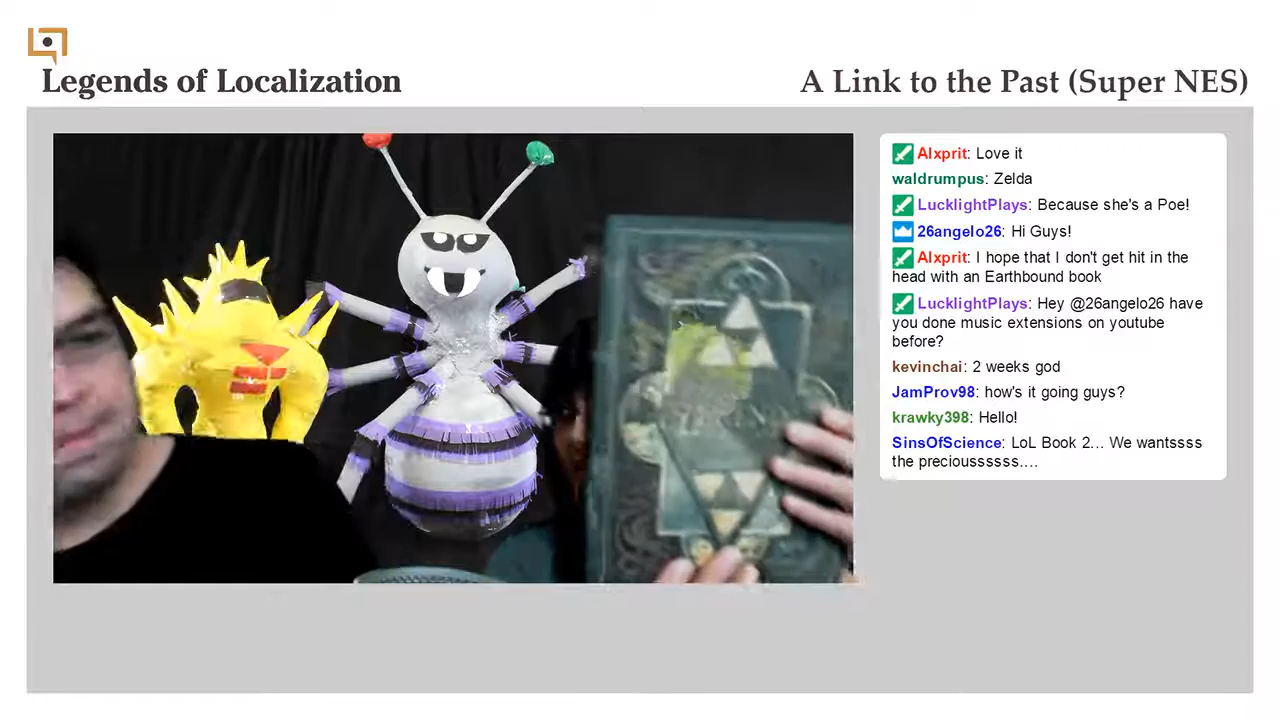 Legends of Localization
A Link to the Past (Super NES)
Alxprit: Love it
waldrumpus: Zelda
LucklightPlays: Because she's a Poe!
26angelo26: Hi Guys!
Alxprit: I hope that I don't get hit in the
head with an Earthbound book
LucklightPlays: Hey @26angelo26 have
you done music extensions on youtube
before?
kevinchai: 2 weeks god
JamProv98: how's it going guys?
krawky398: Hello!
SinsOfScience: LoL Book 2... We wantssss
the precioussssss....